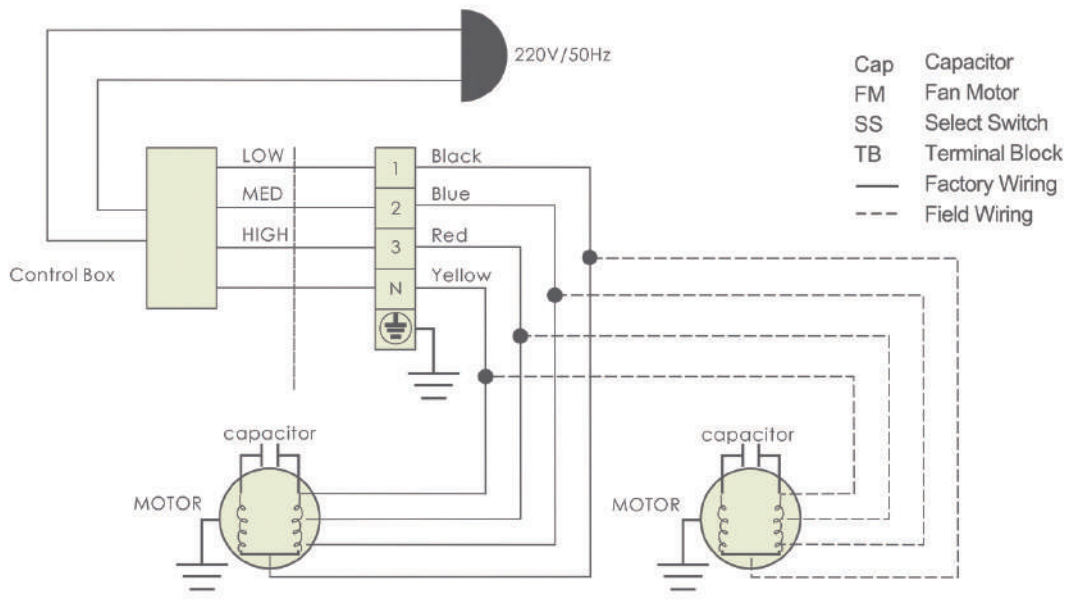 220V/50Hz
Cap Capacitor
FM Fan Motor
SS Select Switch
TB Terminal Block
Factory Wiring
Field Wiring
LOW 1 Black
MED 2 Blue
HIGH 3 Red
Control Box
N Yellow
capacitor
MOTOR
capacitor
MOTOR